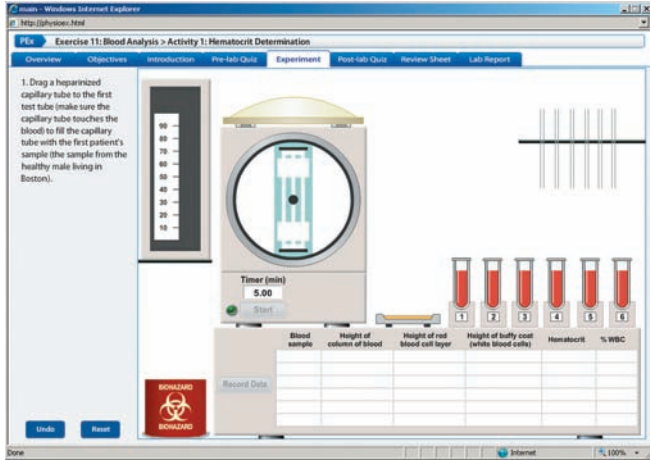 main - Windows Internet Explorer
http://physioex.html
PEx Exercise 11: Blood Analysis > Activity 1: Hematocrit Determination
Overview Objectives Introduction Pre-lab Quiz Experiment Post-lab Quiz Review Sheet Lab Report
1. Drag a heparinized
capillary tube to the first
test tube (make sure the
capillary tube touches the
blood) to fill the capillary
tube with the first patient's
sample (the sample from the
healthy male living in
Boston).
90
80
70
60
50
40
30
20
10
Timer (min)
5.00
Start
1 2 3 4 5 6
Blood sample
Height of column of blood
Height of red blood cell layer
Height of buffy coat (white blood cells)
Hematocrit
% WBC
Record Data
BIOHAZARD
BIOHAZARD
Undo Reset
Done Internet 100%